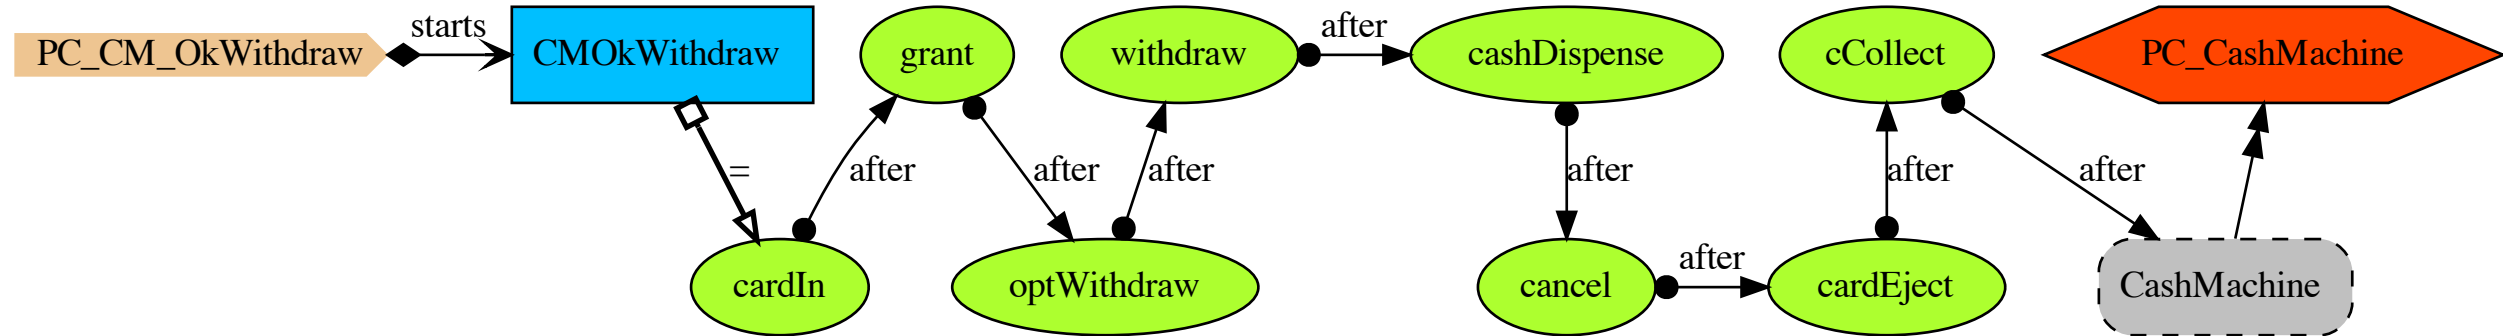 PC_CM_OkWithdraw
starts
CMOkWithdraw
grant
withdraw
after
cashDispense
cCollect
PC_CashMachine
=
after
after
after
after
after
after
cardIn
optWithdraw
cancel
after
cardEject
CashMachine